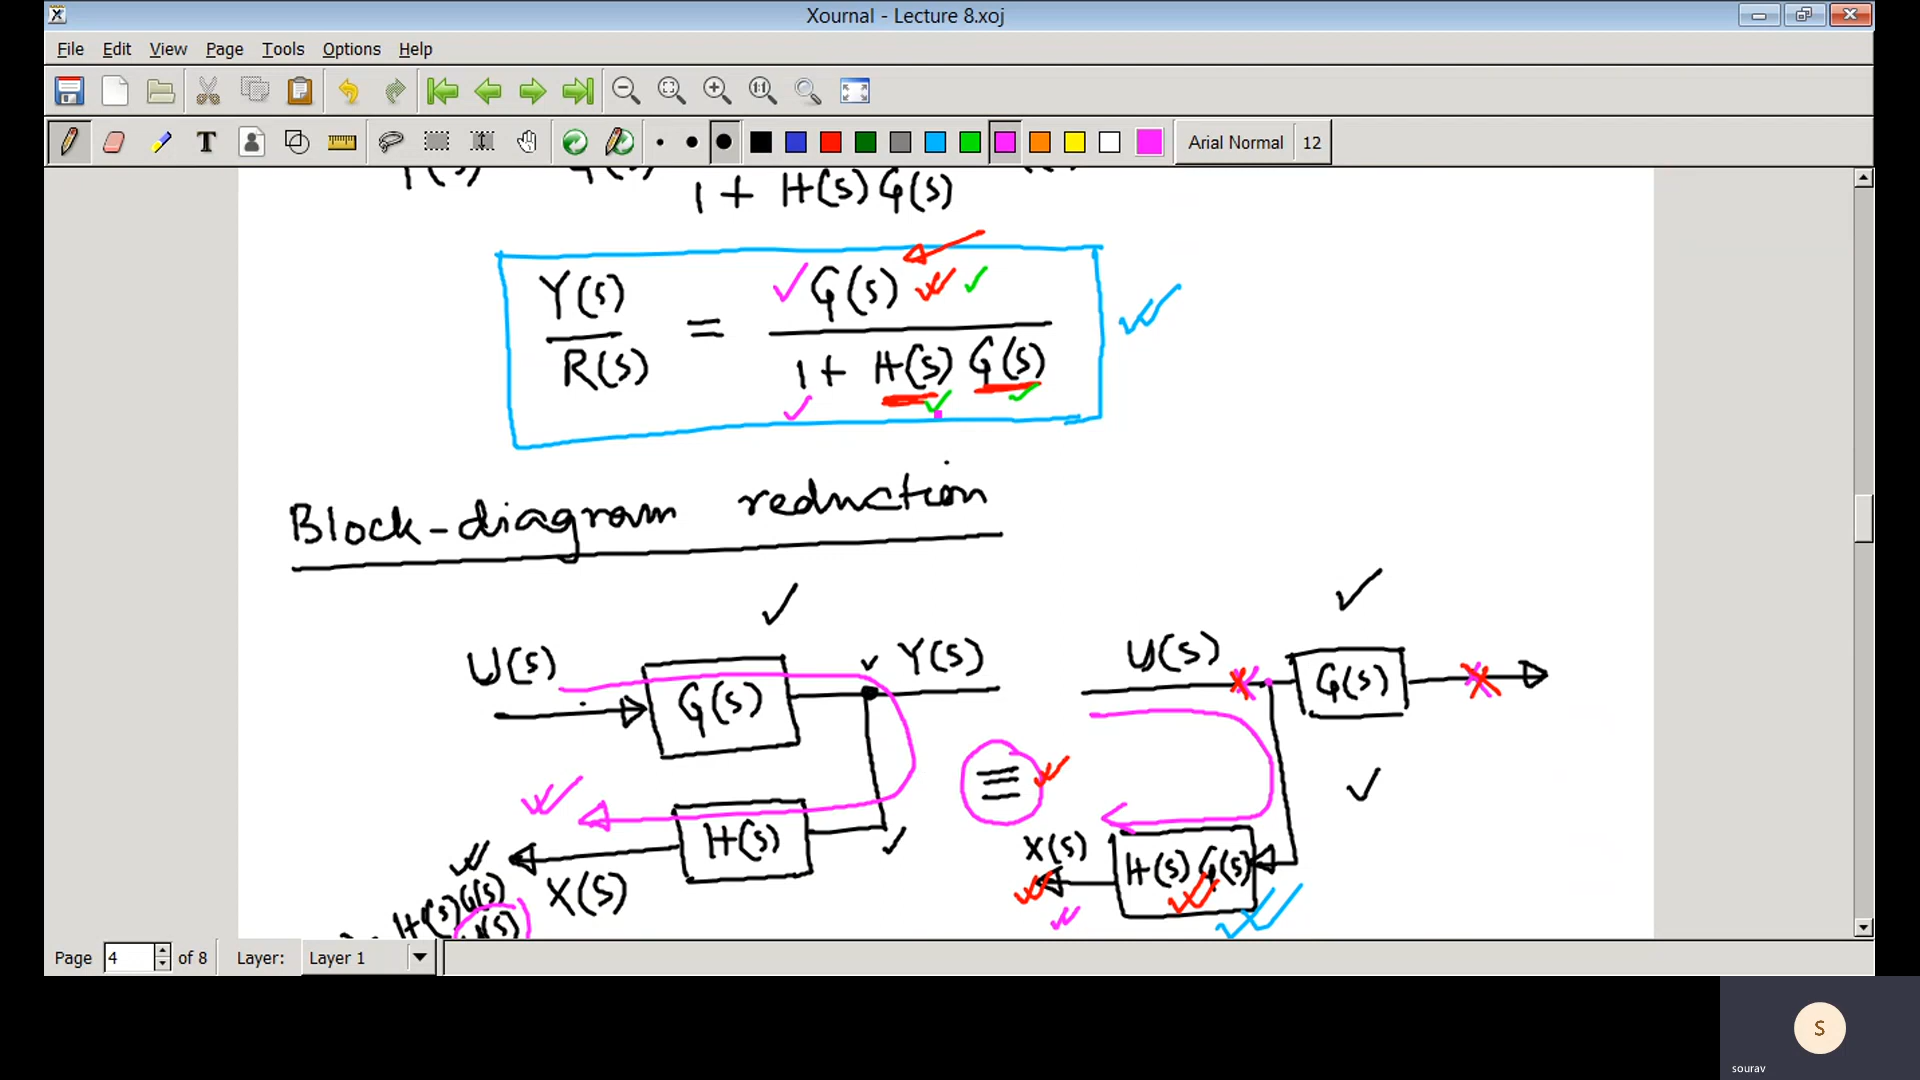 Xournal - Lecture 8.xoj
File Edit View Page Tools Options Help
Arial Normal 12
1 + H(s) G(s)
Y(s) / R(s) = G(s) / 1 + H(s) G(s)
Block-diagram reduction
U(s) G(s) Y(s) U(s) G(s)
≡
H(s) X(s) H(s) G(s)
X(s)
H(s) G(s)
Page 4 of 8 Layer: Layer 1
S
sourav